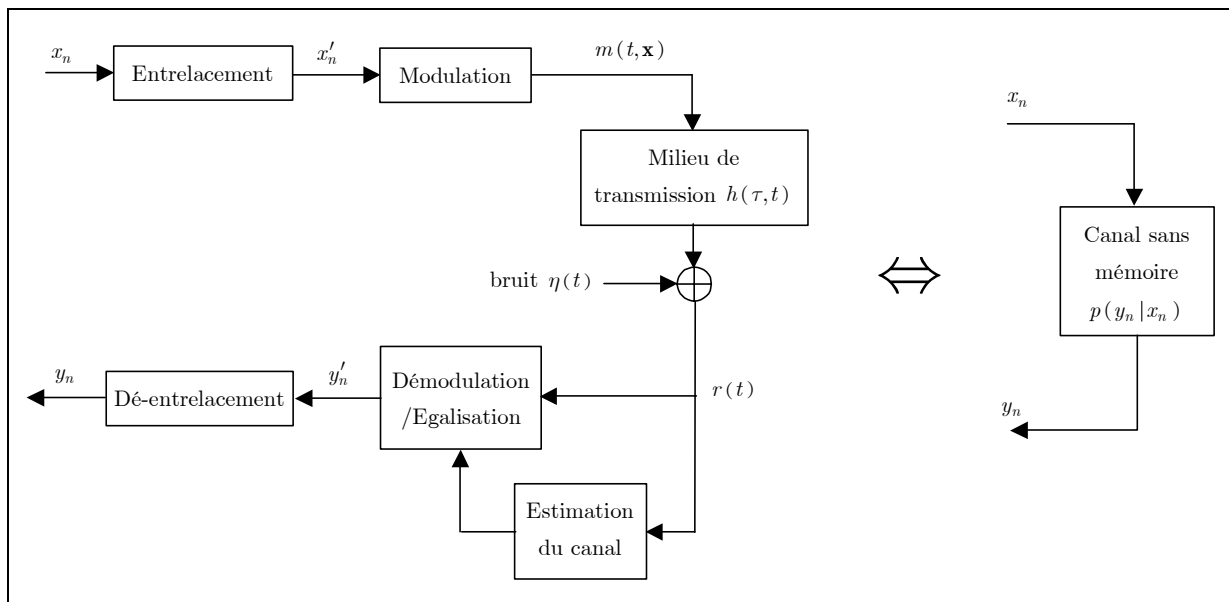 x_n
Entrelacement
x'_n
Modulation
m(t,x)
Milieu de
transmission h(τ,t)
bruit η(t)
r(t)
Démodulation
/Egalisation
y'_n
Dé-entrelacement
y_n
Estimation
du canal
x_n
Canal sans
mémoire
p(y_n|x_n)
y_n